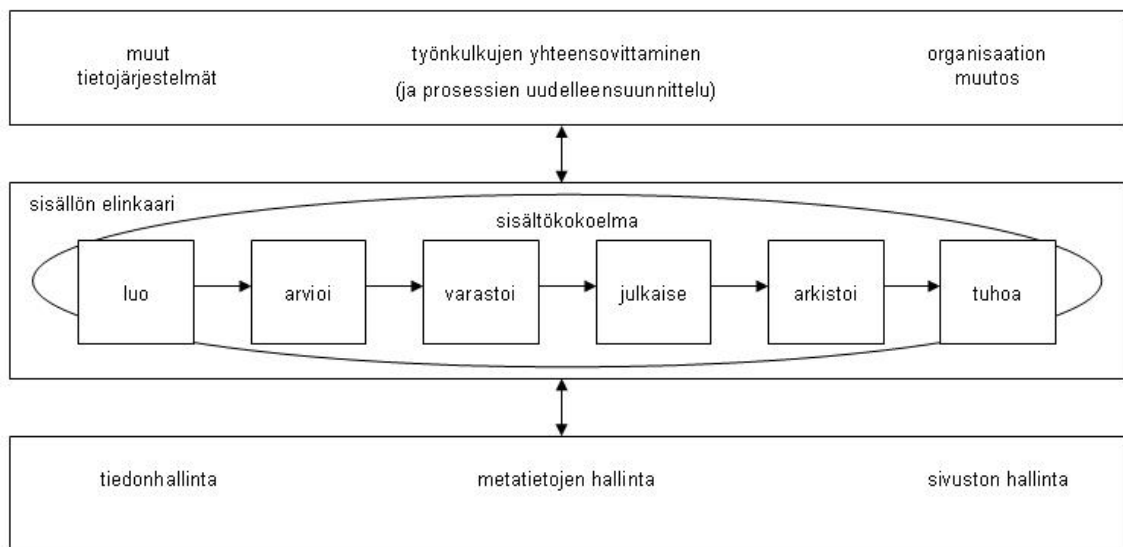 muut
tietojärjestelmät
työnkulkujen yhteensovittaminen
(ja prosessien uudelleensuunnittelu)
organisaation
muutos
sisällön elinkaari
sisältökokoelma
luo
arvioi
varastoi
julkaise
arkistoi
tuhoa
tiedonhallinta
metatietojen hallinta
sivuston hallinta